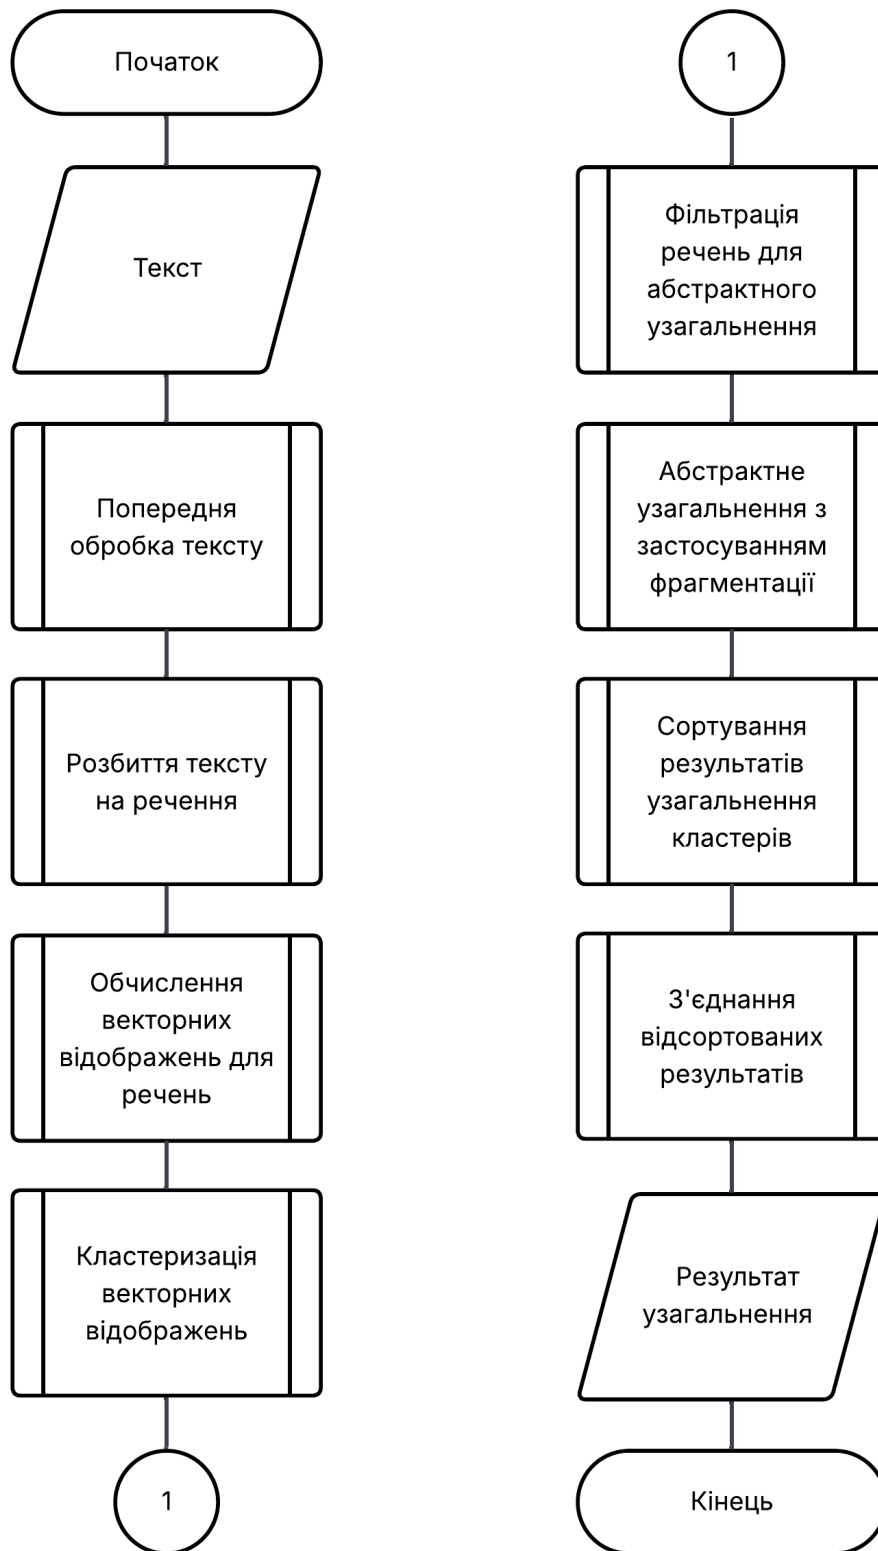 Початок
Текст
Попередня
обробка тексту
Розбиття тексту
на речення
Обчислення
векторних
відображень для
речень
Кластеризація
векторних
відображень
1
1
Фільтрація
речень для
абстрактного
узагальнення
Абстрактне
узагальнення з
застосуванням
фрагментації
Сортування
результатів
узагальнення
кластерів
З'єднання
відсортованих
результатів
Результат
узагальнення
Кінець